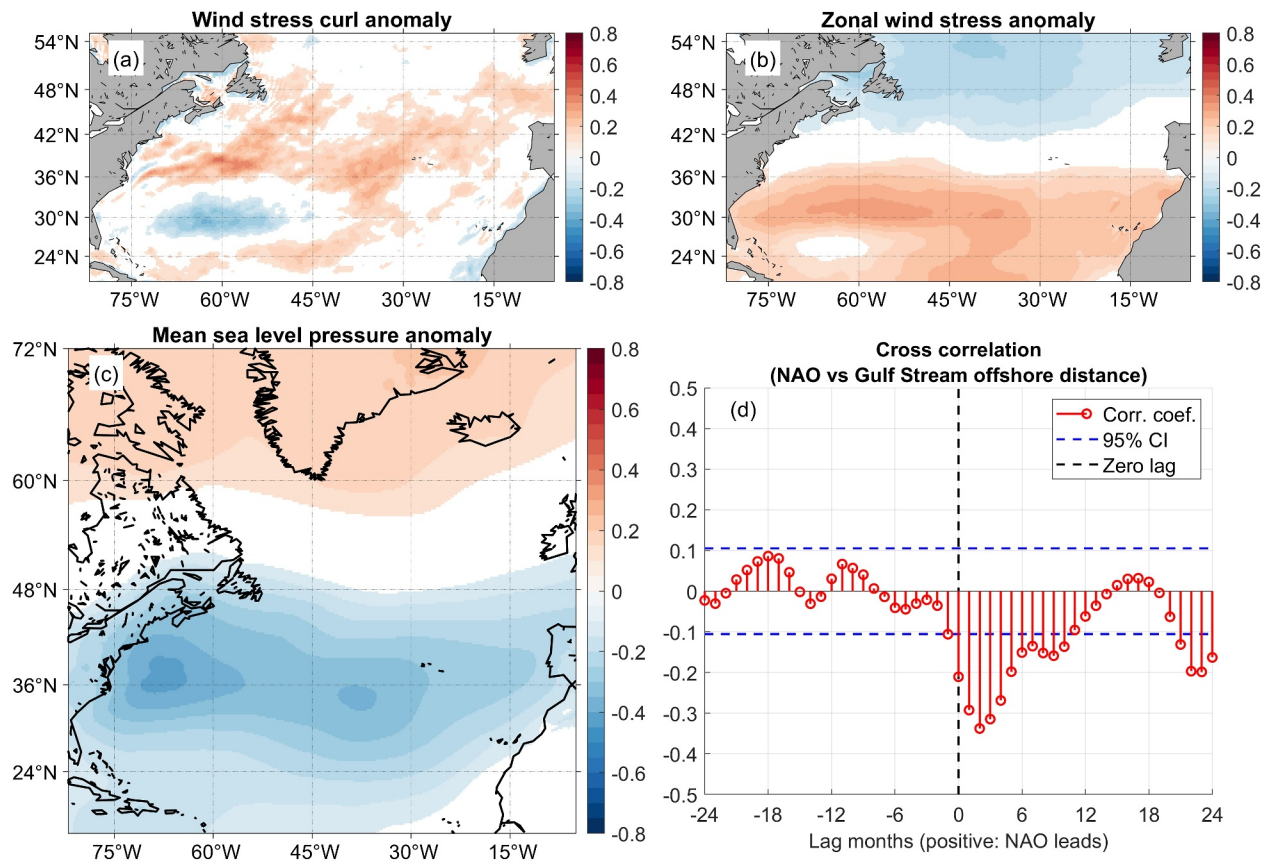 Wind stress curl anomaly
(a)
54°N
48°N
42°N
36°N
30°N
24°N
75°W
60°W
45°W
30°W
15°W
0.8
0.6
0.4
0.2
0
-0.2
-0.4
-0.6
-0.8
Zonal wind stress anomaly
(b)
54°N
48°N
42°N
36°N
30°N
24°N
75°W
60°W
45°W
30°W
15°W
0.8
0.6
0.4
0.2
0
-0.2
-0.4
-0.6
-0.8
Mean sea level pressure anomaly
(c)
72°N
60°N
48°N
36°N
24°N
75°W
60°W
45°W
30°W
15°W
0.8
0.6
0.4
0.2
0
-0.2
-0.4
-0.6
-0.8
Cross correlation
(NAO vs Gulf Stream offshore distance)
(d)
Corr. coef.
95% CI
Zero lag
0.5
0.4
0.3
0.2
0.1
0
-0.1
-0.2
-0.3
-0.4
-0.5
-24
-18
-12
-6
0
6
12
18
24
Lag months (positive: NAO leads)